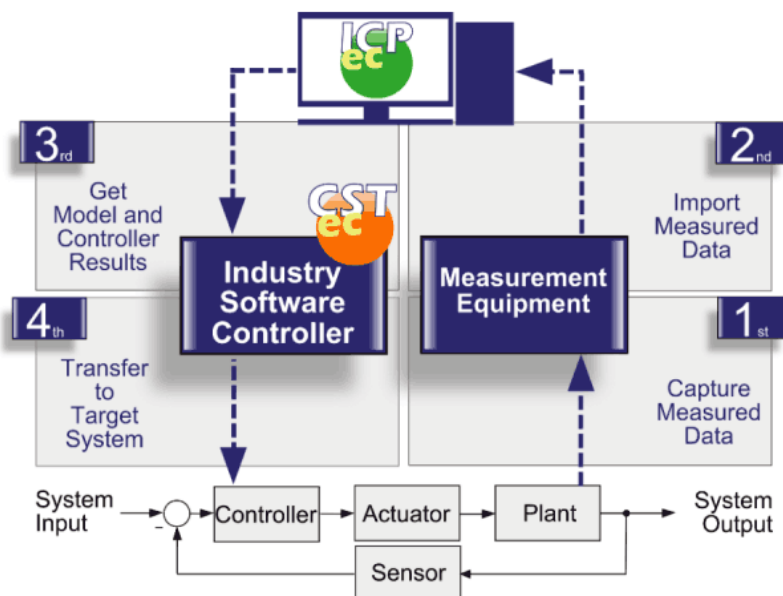 ICP
ec
3rd
Get
Model and
Controller
Results
2nd
Import
Measured
Data
CST
ec
Industry
Software
Controller
Measurement
Equipment
4th
Transfer
to
Target
System
1st
Capture
Measured
Data
System
Input
-
Controller
Actuator
Plant
System
Output
Sensor